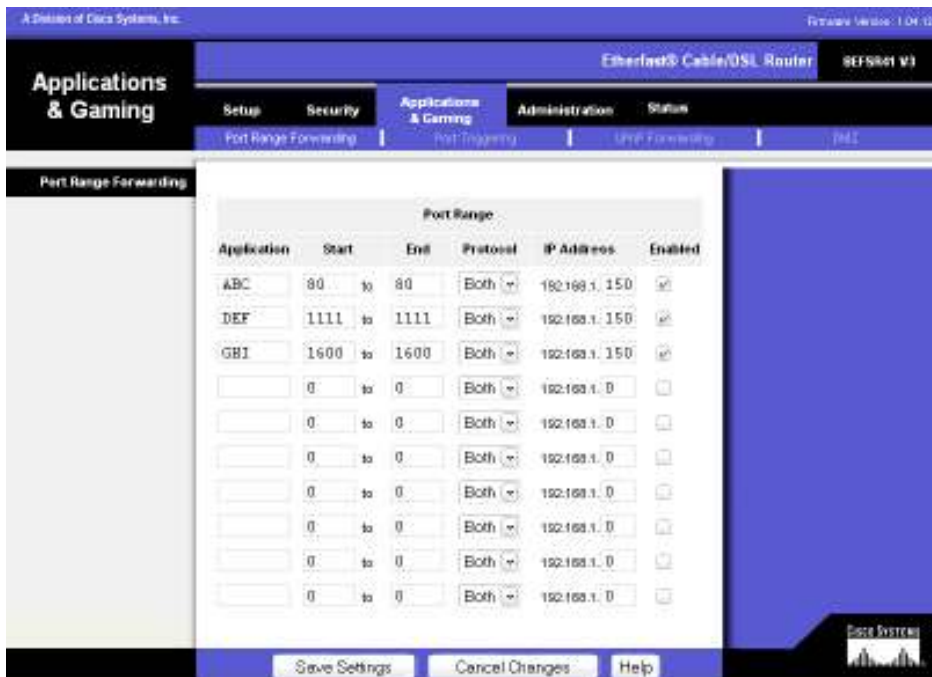 A Division of Cisco Systems, Inc.
Firmware Version: 1.04.12
Etherfast® Cable/DSL Router
BEFSR41 V3
Applications & Gaming
Setup
Security
Applications & Gaming
Administration
Status
Port Range Forwarding
Port Triggering
UPnP Forwarding
DMZ
Port Range Forwarding
Port Range
Application Start End Protocol IP Address Enabled
ABC 80 to 80 Both 192.168.1. 150
DEF 1111 to 1111 Both 192.168.1. 150
GHI 1600 to 1600 Both 192.168.1. 150
0 to 0 Both 192.168.1. 0
0 to 0 Both 192.168.1. 0
0 to 0 Both 192.168.1. 0
0 to 0 Both 192.168.1. 0
0 to 0 Both 192.168.1. 0
0 to 0 Both 192.168.1. 0
0 to 0 Both 192.168.1. 0
Save Settings
Cancel Changes
Help
Cisco Systems